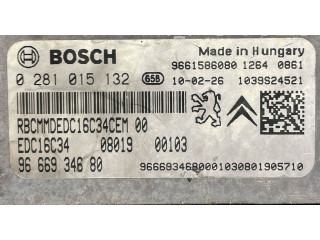 BOSCH
Made in Hungary
9661586080 1264 0861
0 281 015 132 65B 10-02-26 1039S24521
RBCMMDEDC16C34CEM 00
EDC16C34 08019 00103
96 669 346 80 9666934680001030801905710